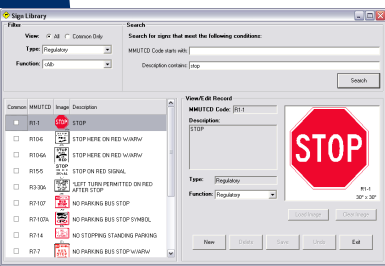 Sign Library
Filter
View: All Common Only
Type: Regulatory
Function: <All>
Search
Search for signs that meet the following conditions:
MMUTCD Code starts with:
Description contains: stop
Search
Common MMUTCD Image Description
R1-1 STOP STOP
R10-6 STOP HERE ON RED W/ARW
R10-6A STOP HERE ON RED W/ARW
R15-5 STOP ON RED SIGNAL
R3-30A *LEFT TURN PERMITTED ON RED
AFTER STOP
R7-107 NO PARKING BUS STOP
R7-107A NO PARKING BUS STOP SYMBOL
R7-14 NO STOPPING STANDING PARKING
R7-7 NO PARKING BUS STOP W/ARW
View/Edit Record
MMUTCD Code: R1-1
Description:
STOP
Type: Regulatory
Function: Regulatory
STOP
R1-1
30" x 30"
Load Image Clear Image
New Delete Save Undo Exit